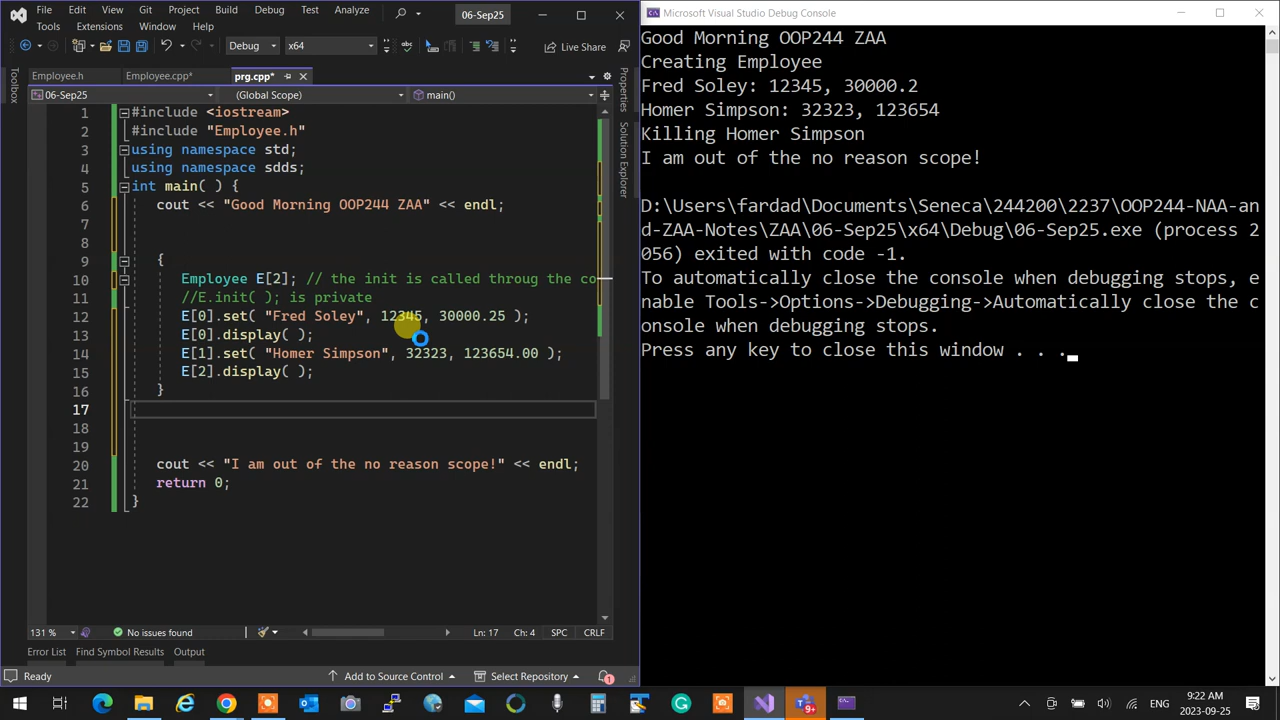 File Edit View Git Project Build Debug Test Analyze
Tools Extensions Window Help
06-Sep25
Debug x64 Live Share
Employee.h Employee.cpp* prg.cpp*
06-Sep25 (Global Scope) main()
Toolbox
Properties
Solution Explorer
1 #include <iostream>
2 #include "Employee.h"
3 using namespace std;
4 using namespace sdds;
5 int main( ) {
6 cout << "Good Morning OOP244 ZAA" << endl;
7
8
9 {
10 Employee E[2]; // the init is called throug the co
11 //E.init( ); is private
12 E[0].set( "Fred Soley", 12345, 30000.25 );
13 E[0].display( );
14 E[1].set( "Homer Simpson", 32323, 123654.00 );
15 E[2].display( );
16 }
17
18
19
20 cout << "I am out of the no reason scope!" << endl;
21 return 0;
22 }
131 % No issues found Ln: 17 Ch: 4 SPC CRLF
Error List Find Symbol Results Output
Ready Add to Source Control Select Repository 1
Microsoft Visual Studio Debug Console
Good Morning OOP244 ZAA
Creating Employee
Fred Soley: 12345, 30000.2
Homer Simpson: 32323, 123654
Killing Homer Simpson
I am out of the no reason scope!
D:\Users\fardad\Documents\Seneca\244200\2237\OOP244-NAA-an
d-ZAA-Notes\ZAA\06-Sep25\x64\Debug\06-Sep25.exe (process 2
056) exited with code -1.
To automatically close the console when debugging stops, e
nable Tools->Options->Debugging->Automatically close the c
onsole when debugging stops.
Press any key to close this window . . .
9+
ENG
9:22 AM
2023-09-25